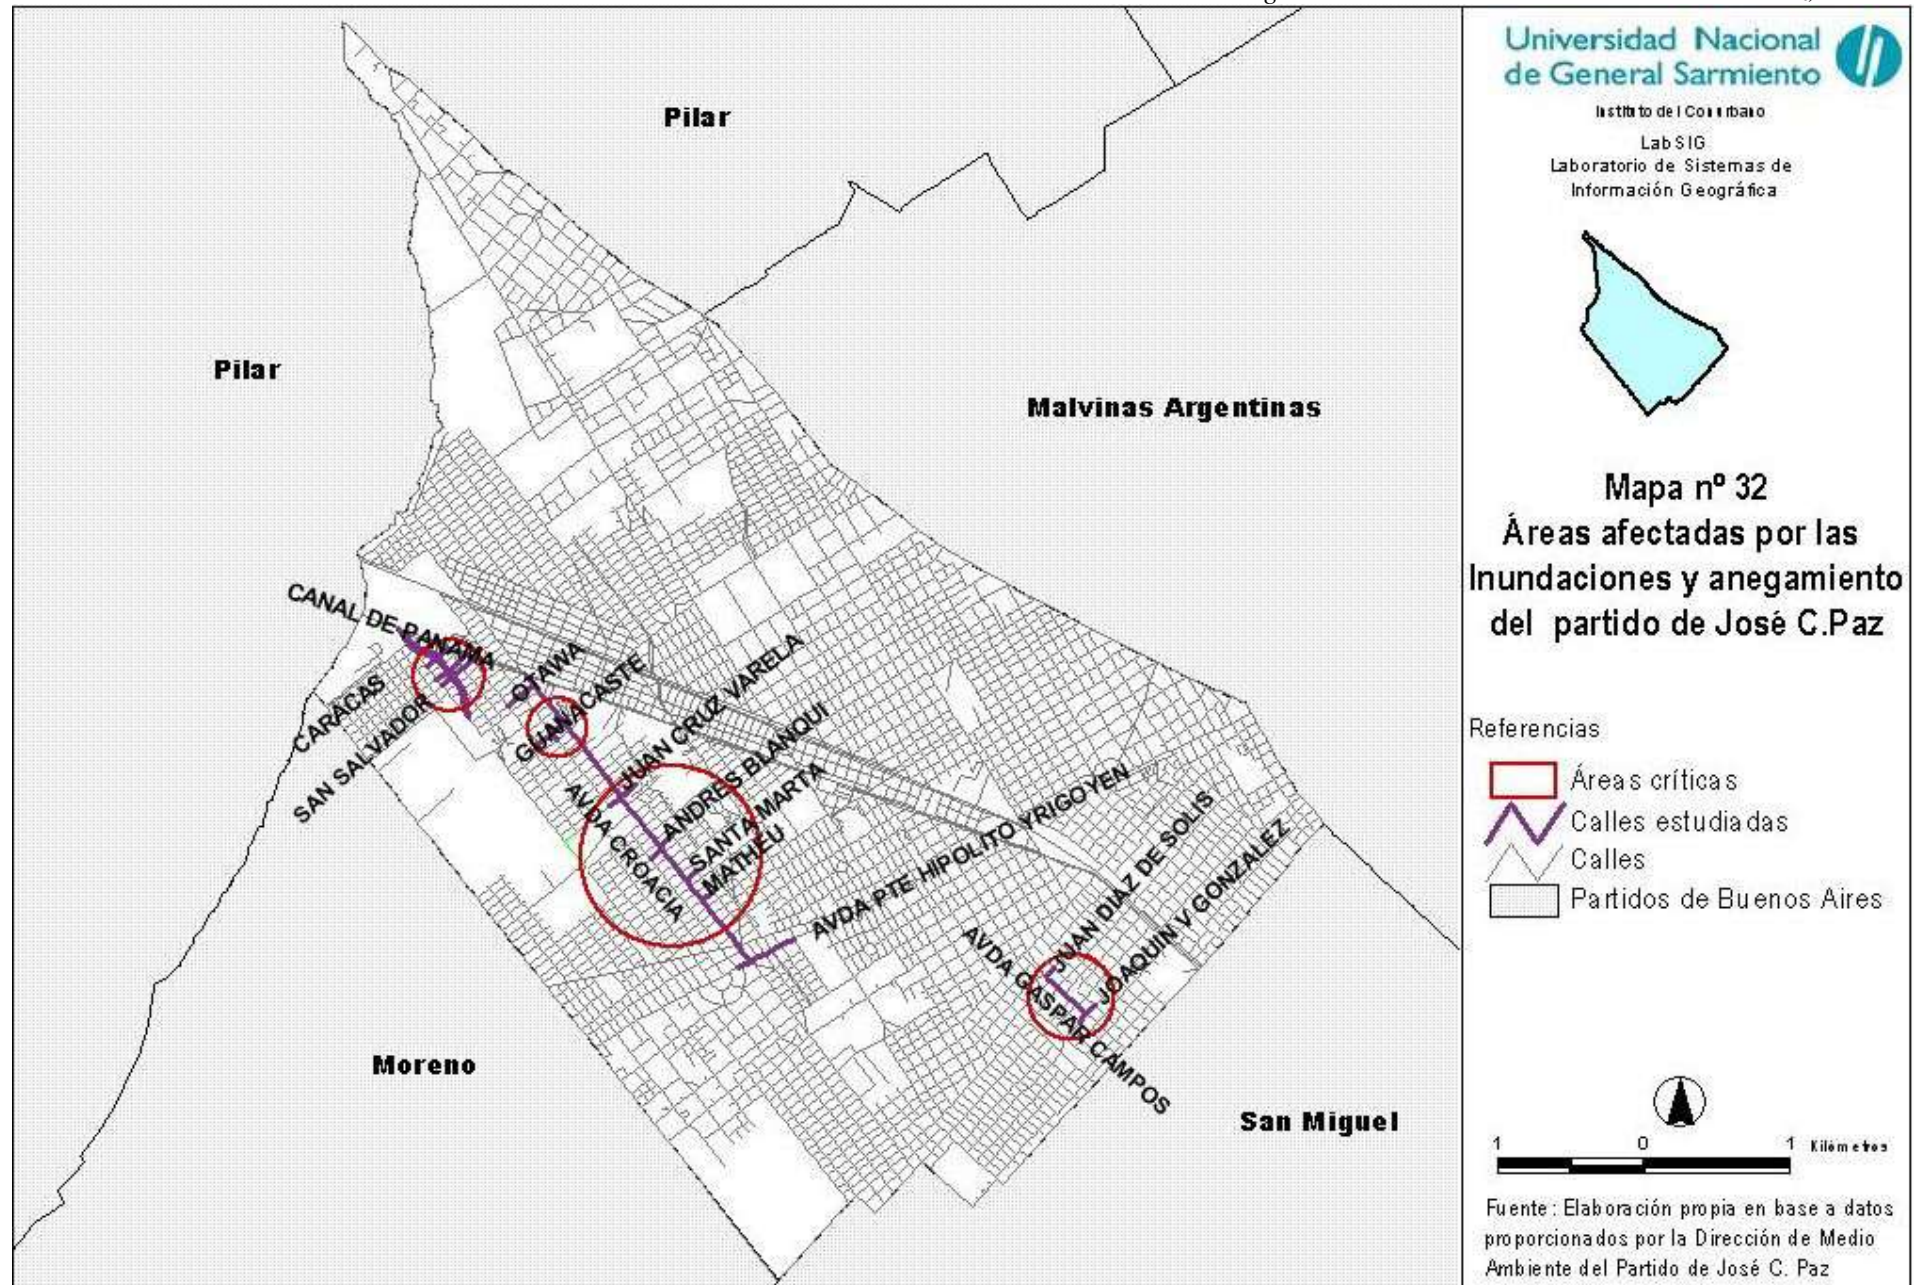 Pilar
Pilar
Malvinas Argentinas
CANAL DE PANAMA
CARACAS
SAN SALVADOR
OTAWA
GUANACASTE
JUAN CRUZ VARELA
ANDRES BLANQUI
SANTA MARTA
MATHEU
AVDA CROACIA
AVDA PTE HIPOLITO YRIGOYEN
JUAN DIAZ DE SOLIS
JOAQUIN V GONZALEZ
AVDA GASPAR CAMPOS
Moreno
San Miguel
Universidad Nacional
de General Sarmiento
Instituto del Conurbano
LabSIG
Laboratorio de Sistemas de
Información Geográfica
Mapa nº 32
Áreas afectadas por las
Inundaciones y anegamiento
del partido de José C.Paz
Referencias
Áreas críticas
Calles estudiadas
Calles
Partidos de Buenos Aires
1 0 1 Kilómetros
Fuente: Elaboración propia en base a datos
proporcionados por la Dirección de Medio
Ambiente del Partido de José C. Paz